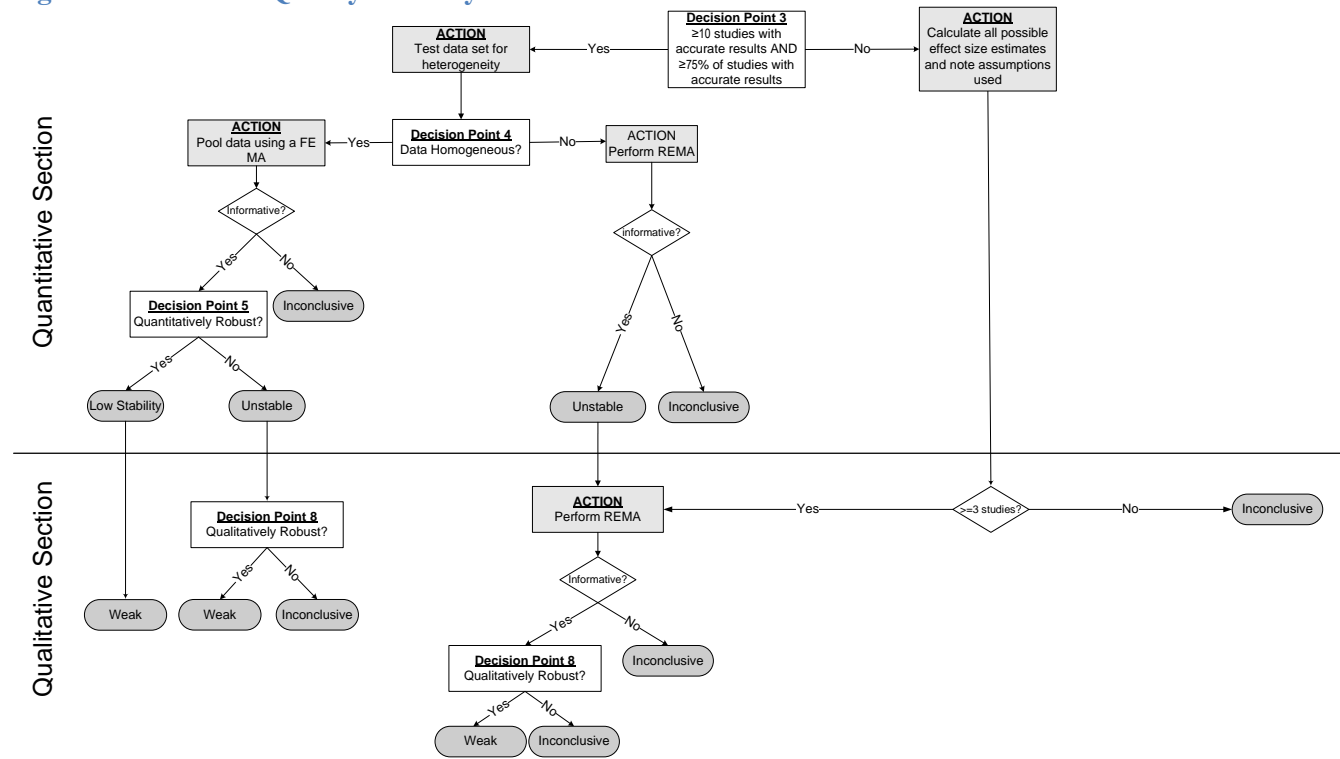 Decision Point 3
≥10 studies with
accurate results AND
≥75% of studies with
accurate results
Yes
No
ACTION
Test data set for
heterogeneity
ACTION
Calculate all possible
effect size estimates
and note assumptions
used
Quantitative Section
ACTION
Pool data using a FE
MA
Yes
Decision Point 4
Data Homogeneous?
No
ACTION
Perform REMA
Informative?
informative?
Yes
No
Decision Point 5
Quantitatively Robust?
Inconclusive
Yes
No
Yes
No
Low Stability
Unstable
Unstable
Inconclusive
Qualitative Section
Decision Point 8
Qualitatively Robust?
ACTION
Perform REMA
Yes
>=3 studies?
No
Inconclusive
Yes
No
Informative?
Weak
Weak
Inconclusive
Yes
No
Decision Point 8
Qualitatively Robust?
Inconclusive
Yes
No
Weak
Inconclusive